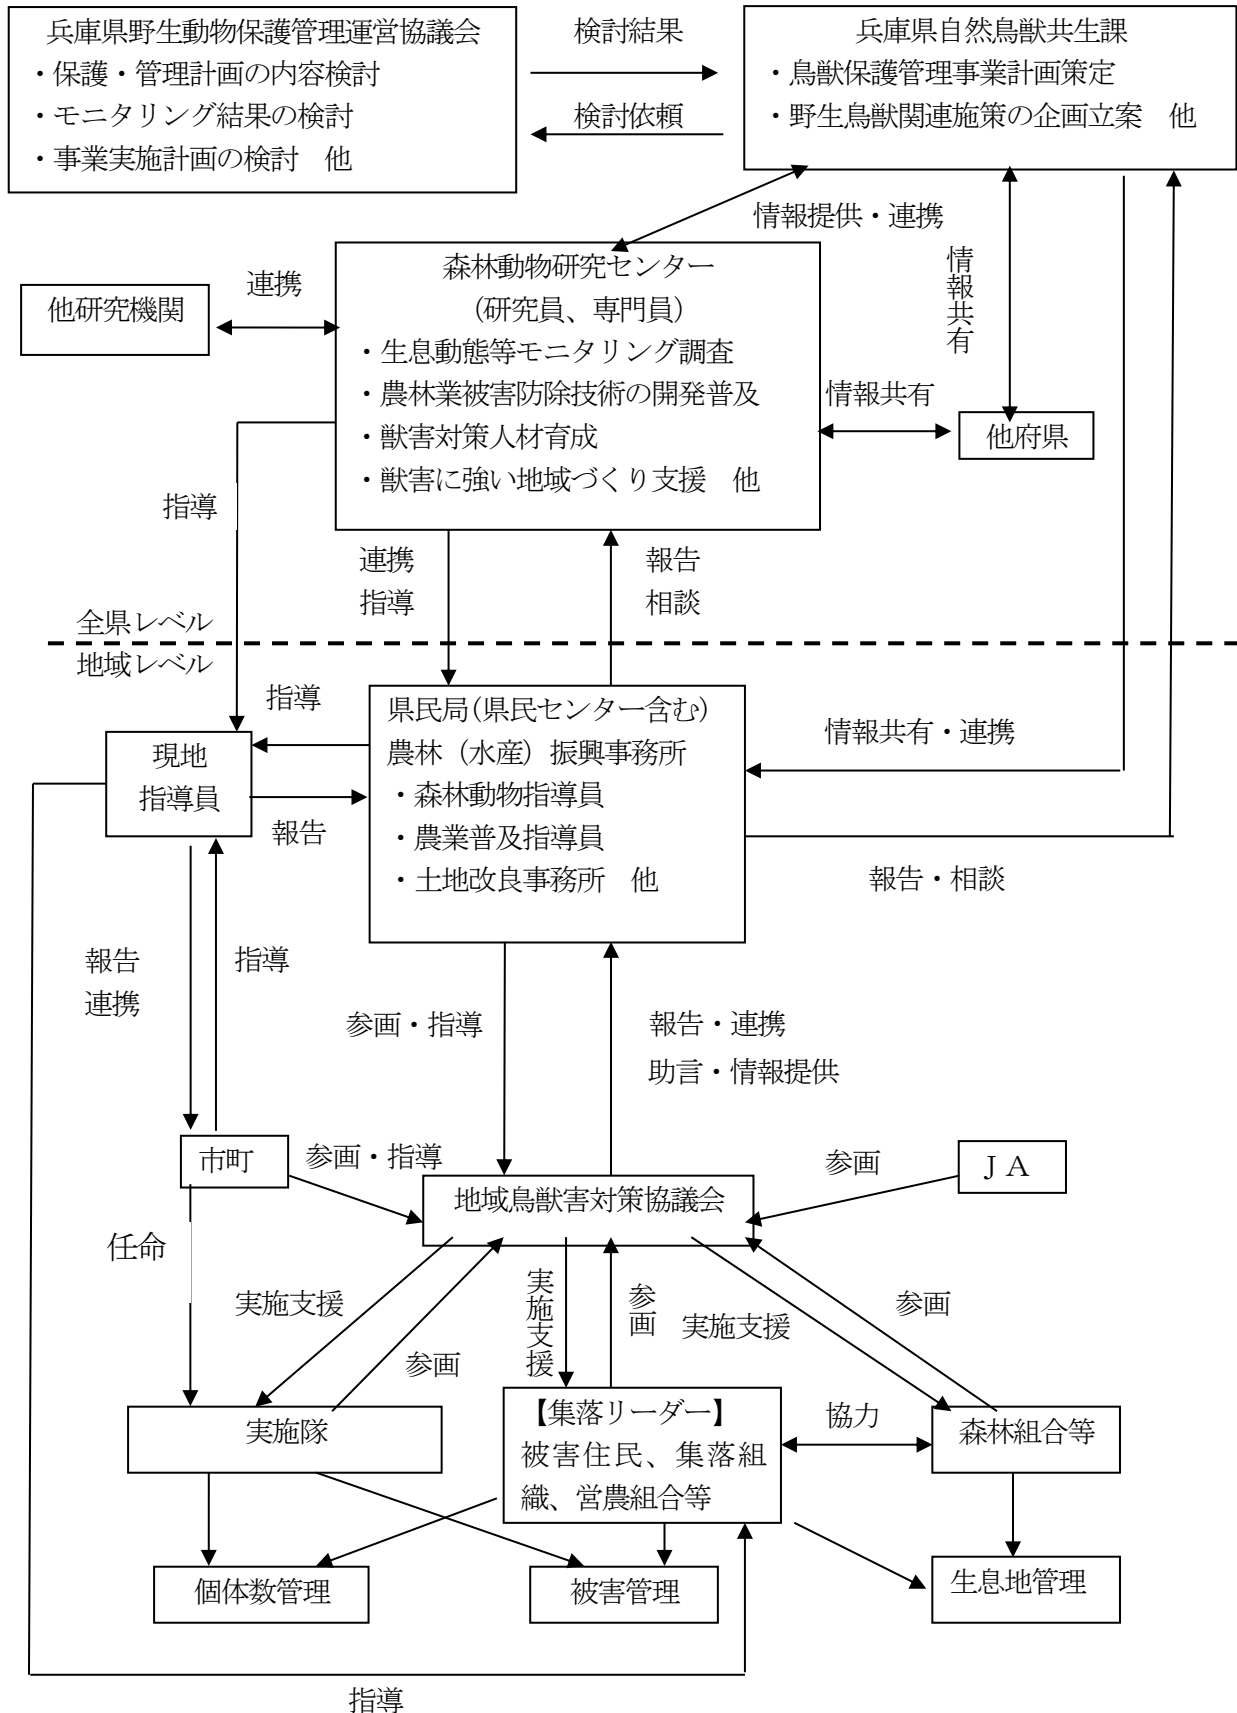 兵庫県野生動物保護管理運営協議会
・保護・管理計画の内容検討
・モニタリング結果の検討
・事業実施計画の検討　他
検討結果
検討依頼
兵庫県自然鳥獣共生課
・鳥獣保護管理事業計画策定
・野生鳥獣関連施策の企画立案　他
情報提供・連携
情報共有
他研究機関
連携
森林動物研究センター
（研究員、専門員）
・生息動態等モニタリング調査
・農林業被害防除技術の開発普及
・獣害対策人材育成
・獣害に強い地域づくり支援　他
情報共有
他府県
指導
連携
指導
報告
相談
全県レベル
地域レベル
指導
現地
指導員
報告
県民局（県民センター含む）
農林（水産）振興事務所
・森林動物指導員
・農業普及指導員
・土地改良事務所　他
情報共有・連携
報告・相談
報告
連携
指導
参画・指導
報告・連携
助言・情報提供
市町
参画・指導
参画
ＪＡ
地域鳥獣害対策協議会
任命
実施支援
参画
実施支援
参画
実施支援
参画
実施隊
【集落リーダー】
被害住民、集落組
織、営農組合等
協力
森林組合等
個体数管理
被害管理
生息地管理
指導